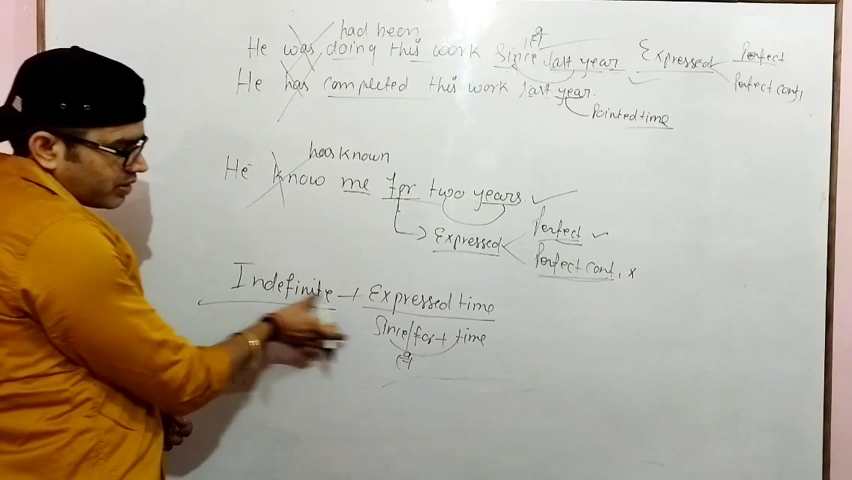 had been
He was doing this work since last year Expressed Perfect
Perfect cont,
से
He has completed this work last year.
Pointed time
has known
He know me for two years
Expressed Perfect
Perfect cont,
Indefinite + Expressed time
Since/for + time
से